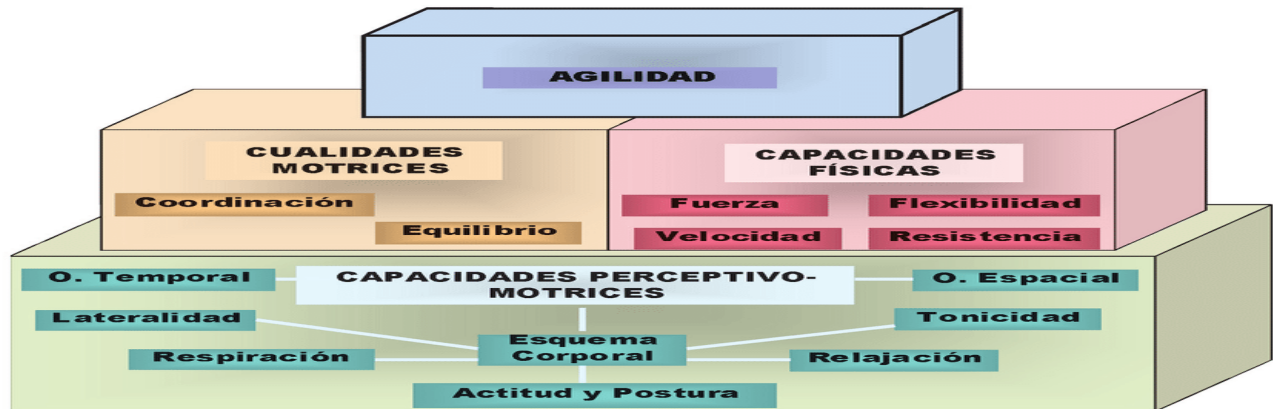 AGILIDAD
CUALIDADES
MOTRICES
Coordinación
Equilibrio
CAPACIDADES
FÍSICAS
Fuerza
Flexibilidad
Velocidad
Resistencia
O. Temporal
CAPACIDADES PERCEPTIVO-
MOTRICES
O. Espacial
Lateralidad
Tonicidad
Esquema
Corporal
Respiración
Relajación
Actitud y Postura